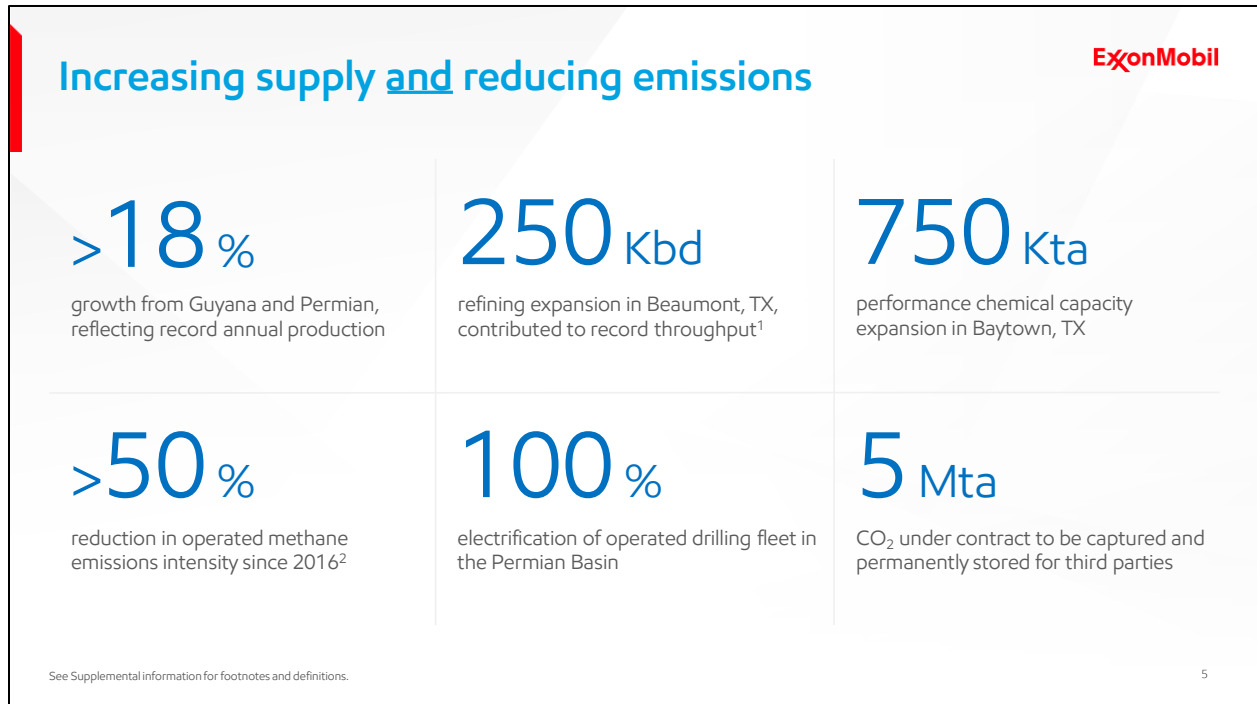 Increasing supply and reducing emissions
ExxonMobil
>18 %
growth from Guyana and Permian,
reflecting record annual production
250 Kbd
refining expansion in Beaumont, TX,
contributed to record throughput¹
750 Kta
performance chemical capacity
expansion in Baytown, TX
>50 %
reduction in operated methane
emissions intensity since 2016²
100 %
electrification of operated drilling fleet in
the Permian Basin
5 Mta
CO₂ under contract to be captured and
permanently stored for third parties
See Supplemental information for footnotes and definitions.
5